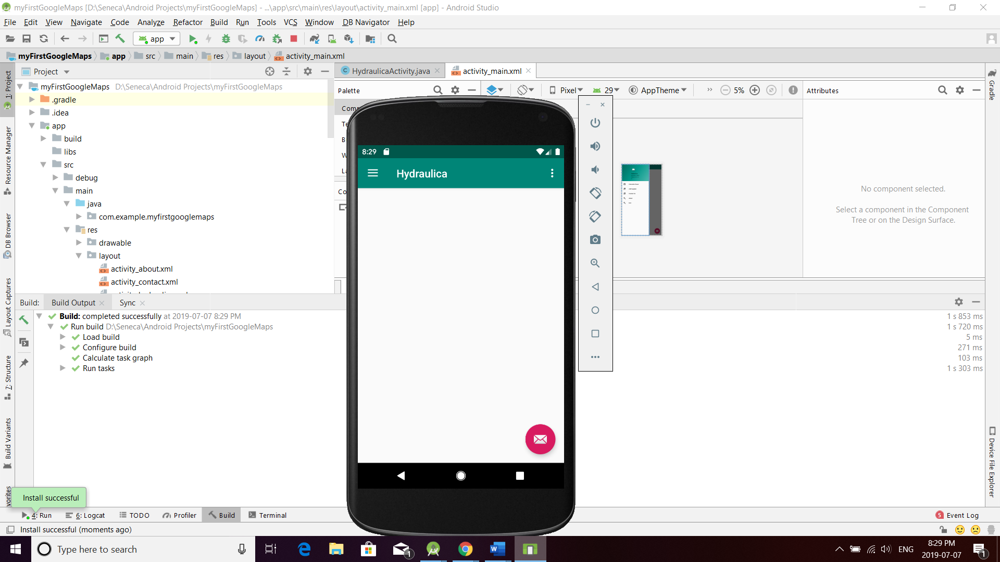 myFirstGoogleMaps [D:\Seneca\Android Projects\myFirstGoogleMaps] - ...\app\src\main\res\layout\activity_main.xml [app] - Android Studio
File Edit View Navigate Code Analyze Refactor Build Run Tools VCS Window DB Navigator Help
app
myFirstGoogleMaps app src main res layout activity_main.xml
Project
HydraulicaActivity.java activity_main.xml
1: Project
Resource Manager
DB Browser
Layout Captures
7: Structure
Build Variants
myFirstGoogleMaps D:\Seneca\Android Projects\myFirstGoogleMaps
.gradle
.idea
app
build
libs
src
debug
main
java
com.example.myfirstgooglemaps
res
drawable
layout
activity_about.xml
activity_contact.xml
Palette
Pixel 29 AppTheme 5%
Attributes
No component selected.
Select a component in the Component
Tree or on the Design Surface.
Gradle
Device File Explorer
8:29
Hydraulica
Build: Build Output Sync
Build: completed successfully at 2019-07-07 8:29 PM 1 s 853 ms
Run build D:\Seneca\Android Projects\myFirstGoogleMaps 1 s 720 ms
Load build 5 ms
Configure build 271 ms
Calculate task graph 103 ms
Run tasks 1 s 303 ms
Install successful
4: Run 6: Logcat TODO Profiler Build Terminal 5 Event Log
Install successful (moments ago)
Type here to search
1
ENG
8:29 PM
2019-07-07
1